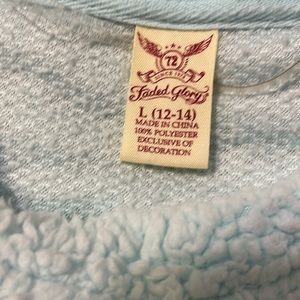 72
SINCE 1972
Faded Glory
L (12-14)
MADE IN CHINA
100% POLYESTER
EXCLUSIVE OF
DECORATION